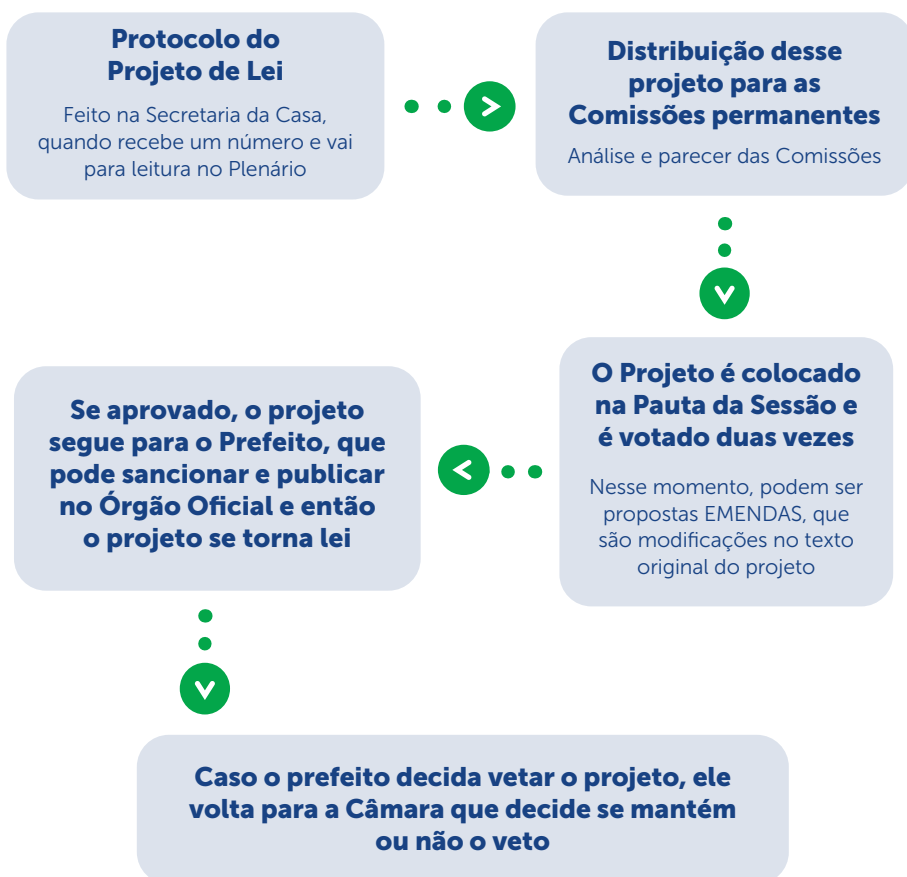 Protocolo do
Projeto de Lei
Feito na Secretaria da Casa,
quando recebe um número e vai
para leitura no Plenário
Distribuição desse
projeto para as
Comissões permanentes
Análise e parecer das Comissões
O Projeto é colocado
na Pauta da Sessão e
é votado duas vezes
Nesse momento, podem ser
propostas EMENDAS, que
são modificações no texto
original do projeto
Se aprovado, o projeto
segue para o Prefeito, que
pode sancionar e publicar
no Órgão Oficial e então
o projeto se torna lei
Caso o prefeito decida vetar o projeto, ele
volta para a Câmara que decide se mantém
ou não o veto